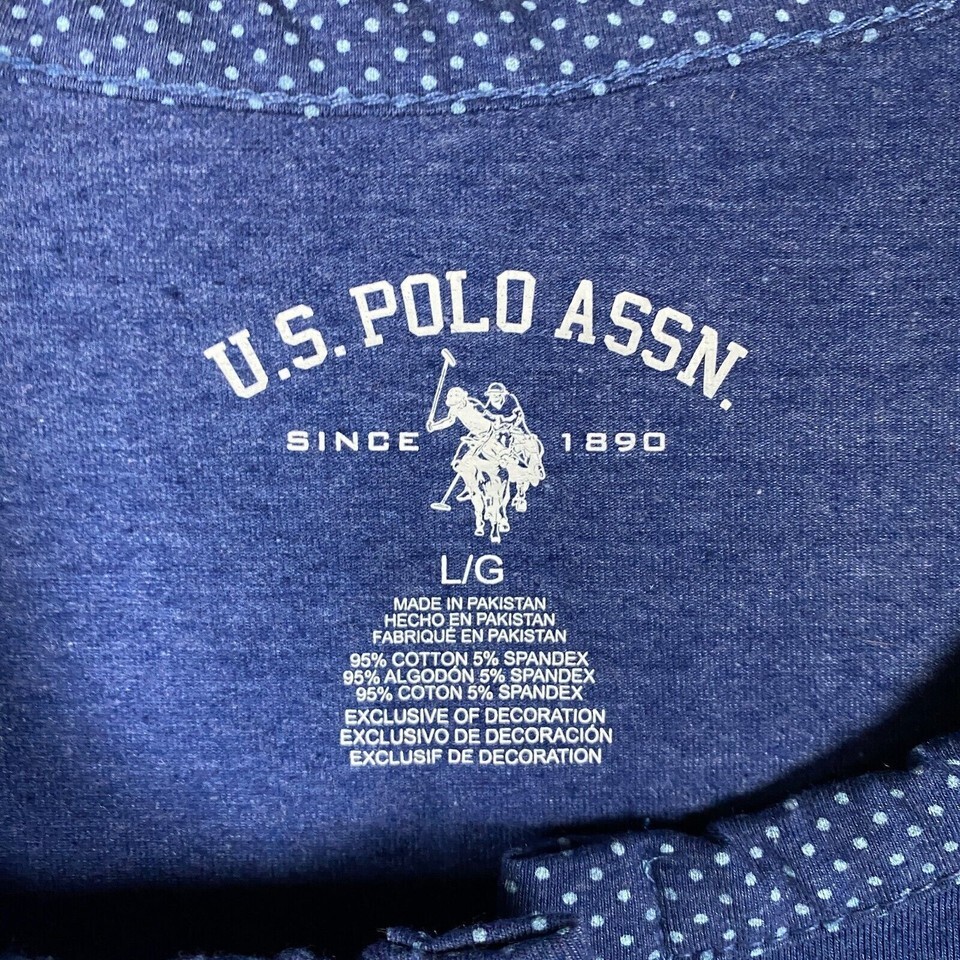 U.S. POLO ASSN.
SINCE 1890
L/G
MADE IN PAKISTAN
HECHO EN PAKISTAN
FABRIQUÉ EN PAKISTAN
95% COTTON 5% SPANDEX
95% ALGODÓN 5% SPANDEX
95% COTON 5% SPANDEX
EXCLUSIVE OF DECORATION
EXCLUSIVO DE DECORACIÓN
EXCLUSIF DE DECORATION